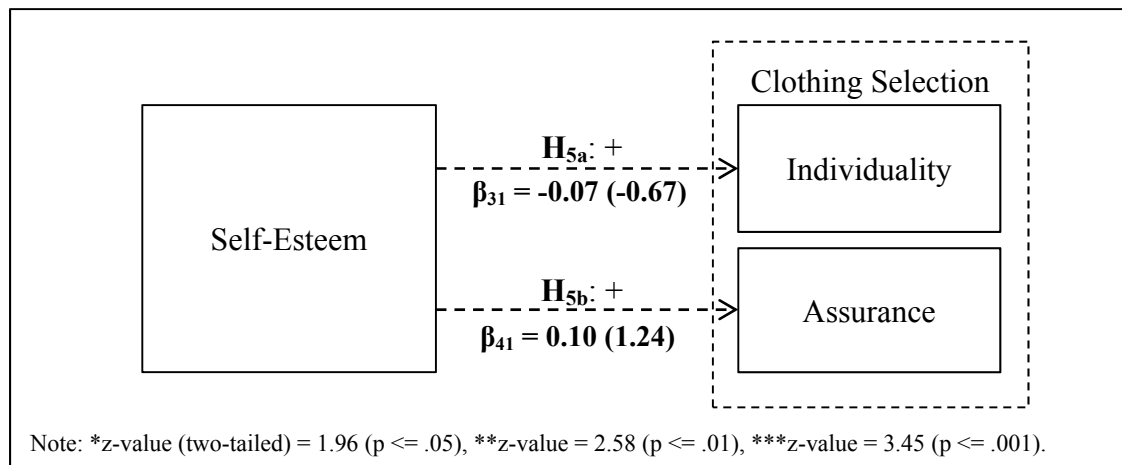 Clothing Selection
H5a: +
β31 = -0.07 (-0.67)
Individuality
Self-Esteem
H5b: +
β41 = 0.10 (1.24)
Assurance
Note: *z-value (two-tailed) = 1.96 (p <= .05), **z-value = 2.58 (p <= .01), ***z-value = 3.45 (p <= .001).